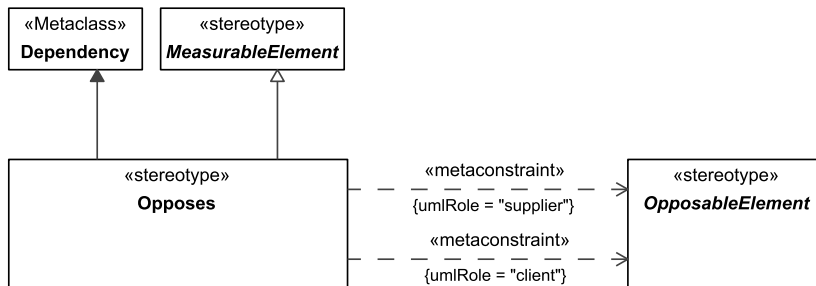 «Metaclass»
Dependency
«stereotype»
MeasurableElement
«stereotype»
Opposes
«metaconstraint»
{umlRole = "supplier"}
«metaconstraint»
{umlRole = "client"}
«stereotype»
OpposableElement